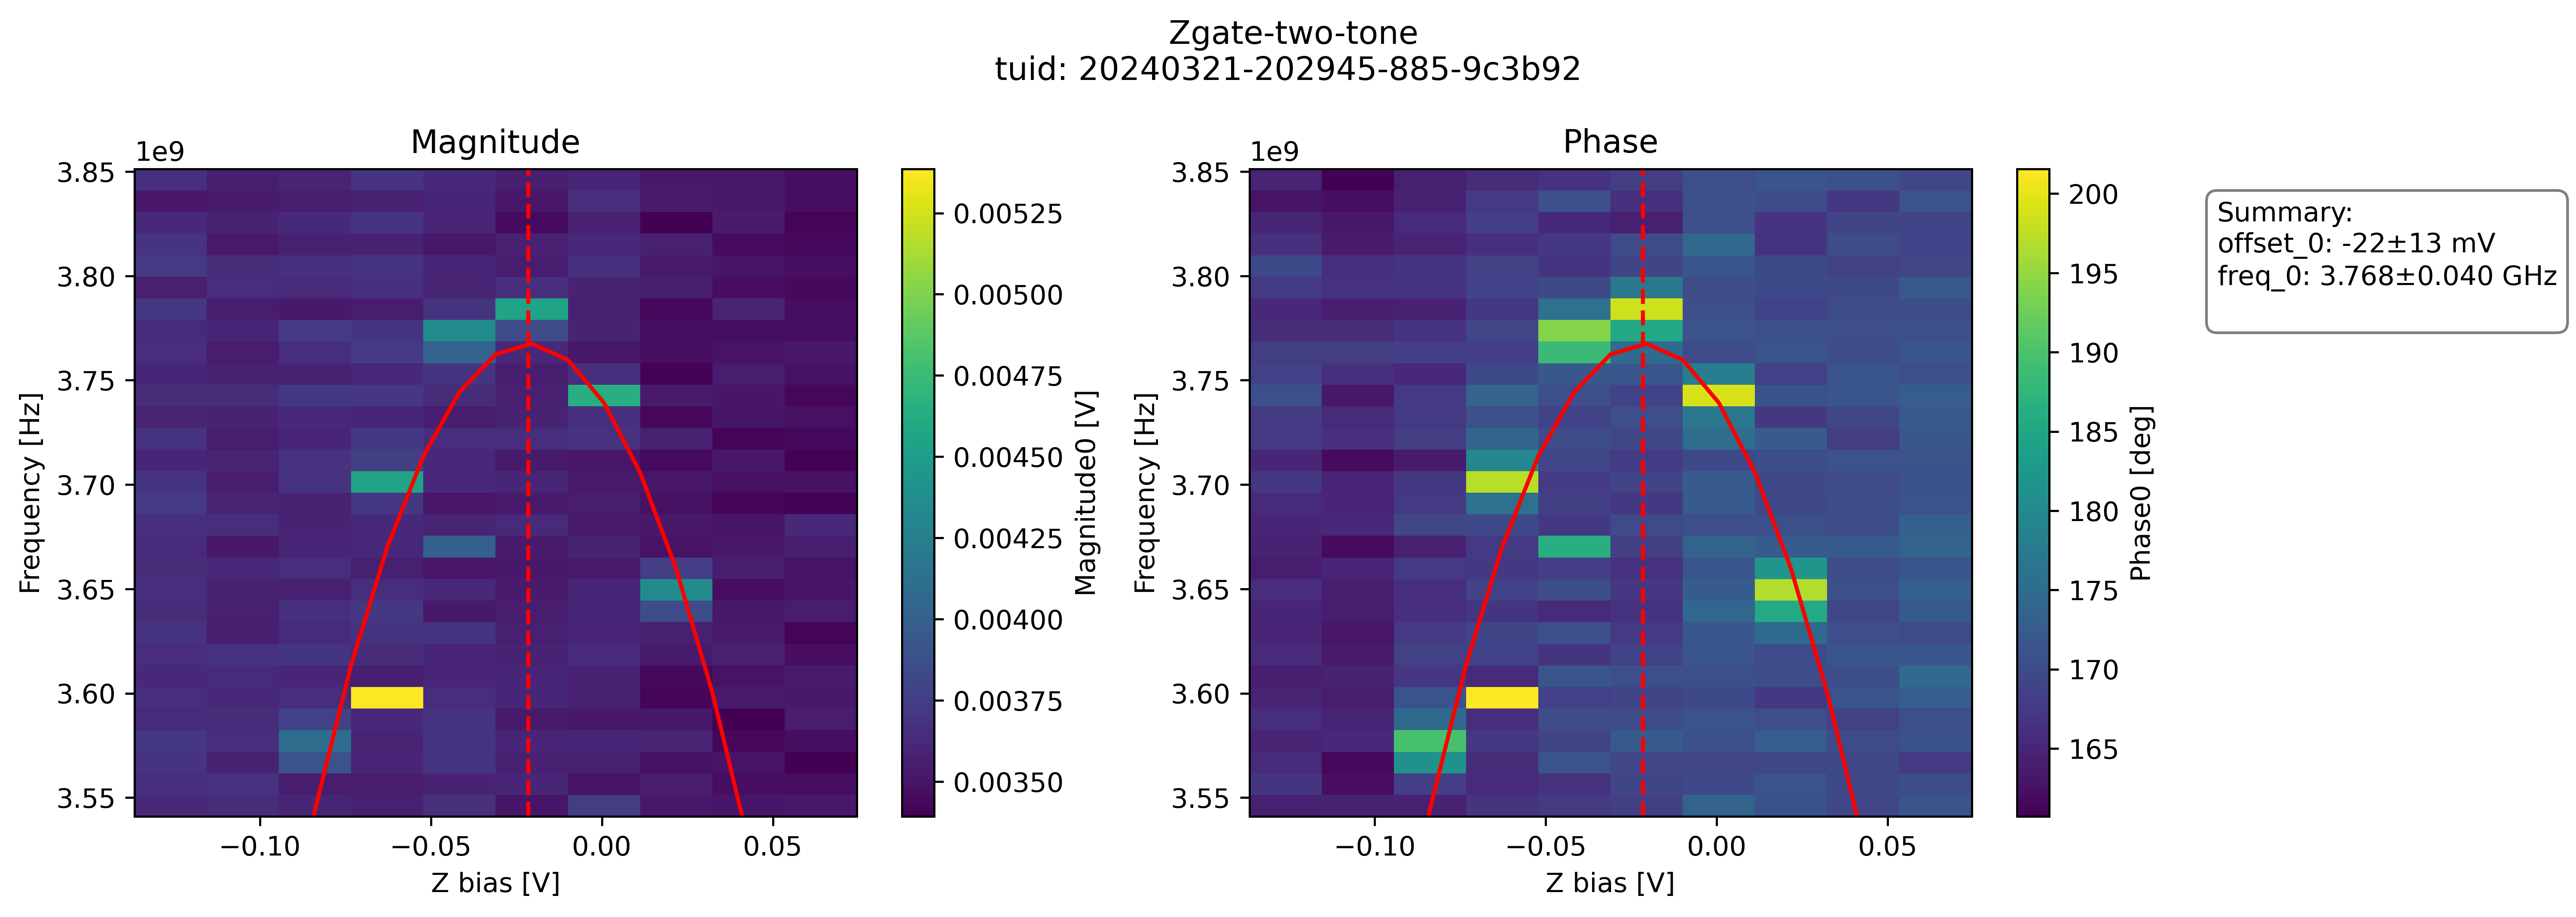 Zgate-two-tone
tuid: 20240321-202945-885-9c3b92
Magnitude
1e9
3.85
3.80
3.75
3.70
3.65
3.60
3.55
Frequency [Hz]
−0.10
−0.05
0.00
0.05
Z bias [V]
0.00525
0.00500
0.00475
0.00450
0.00425
0.00400
0.00375
0.00350
Magnitude0 [V]
Phase
1e9
3.85
3.80
3.75
3.70
3.65
3.60
3.55
Frequency [Hz]
−0.10
−0.05
0.00
0.05
Z bias [V]
200
195
190
185
180
175
170
165
Phase0 [deg]
Summary:
offset_0: -22±13 mV
freq_0: 3.768±0.040 GHz